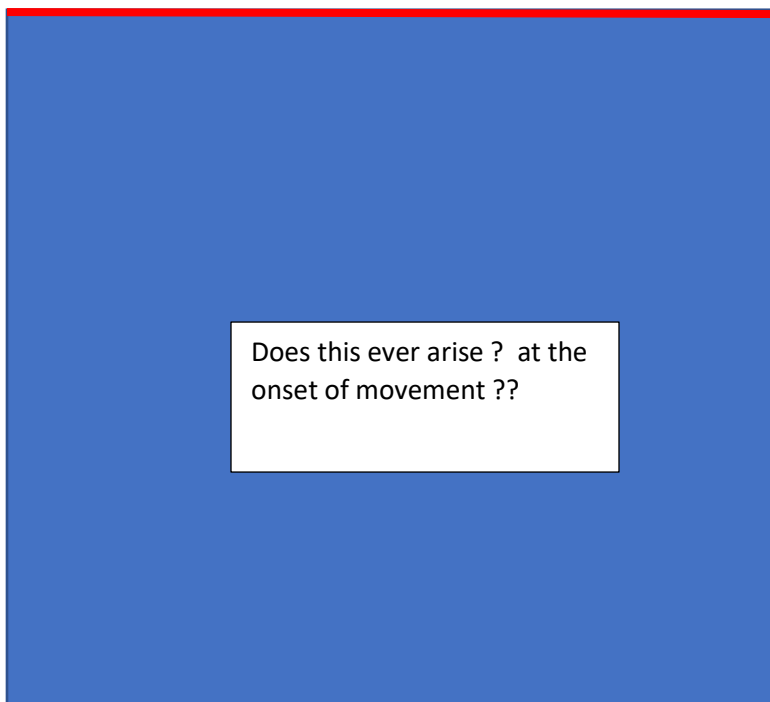 Does this ever arise ?  at the
onset of movement ??